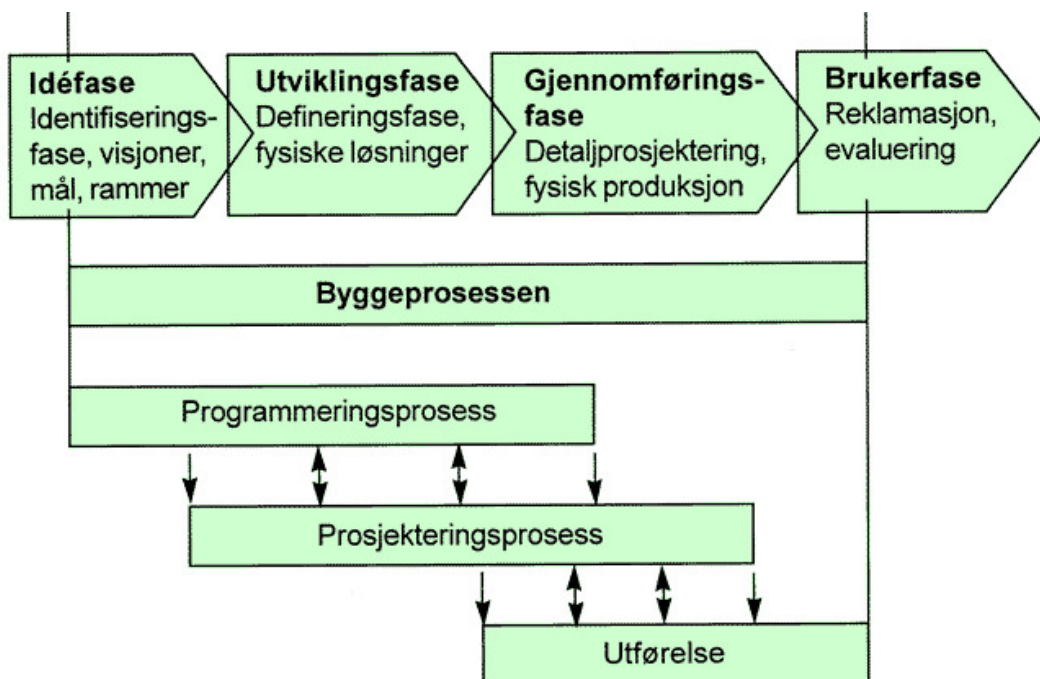 Idéfase
Identifiserings-
fase, visjoner,
mål, rammer
Utviklingsfase
Defineringsfase,
fysiske løsninger
Gjennomførings-
fase
Detaljprosjektering,
fysisk produksjon
Brukerfase
Reklamasjon,
evaluering
Byggeprosessen
Programmeringsprosess
Prosjekteringsprosess
Utførelse